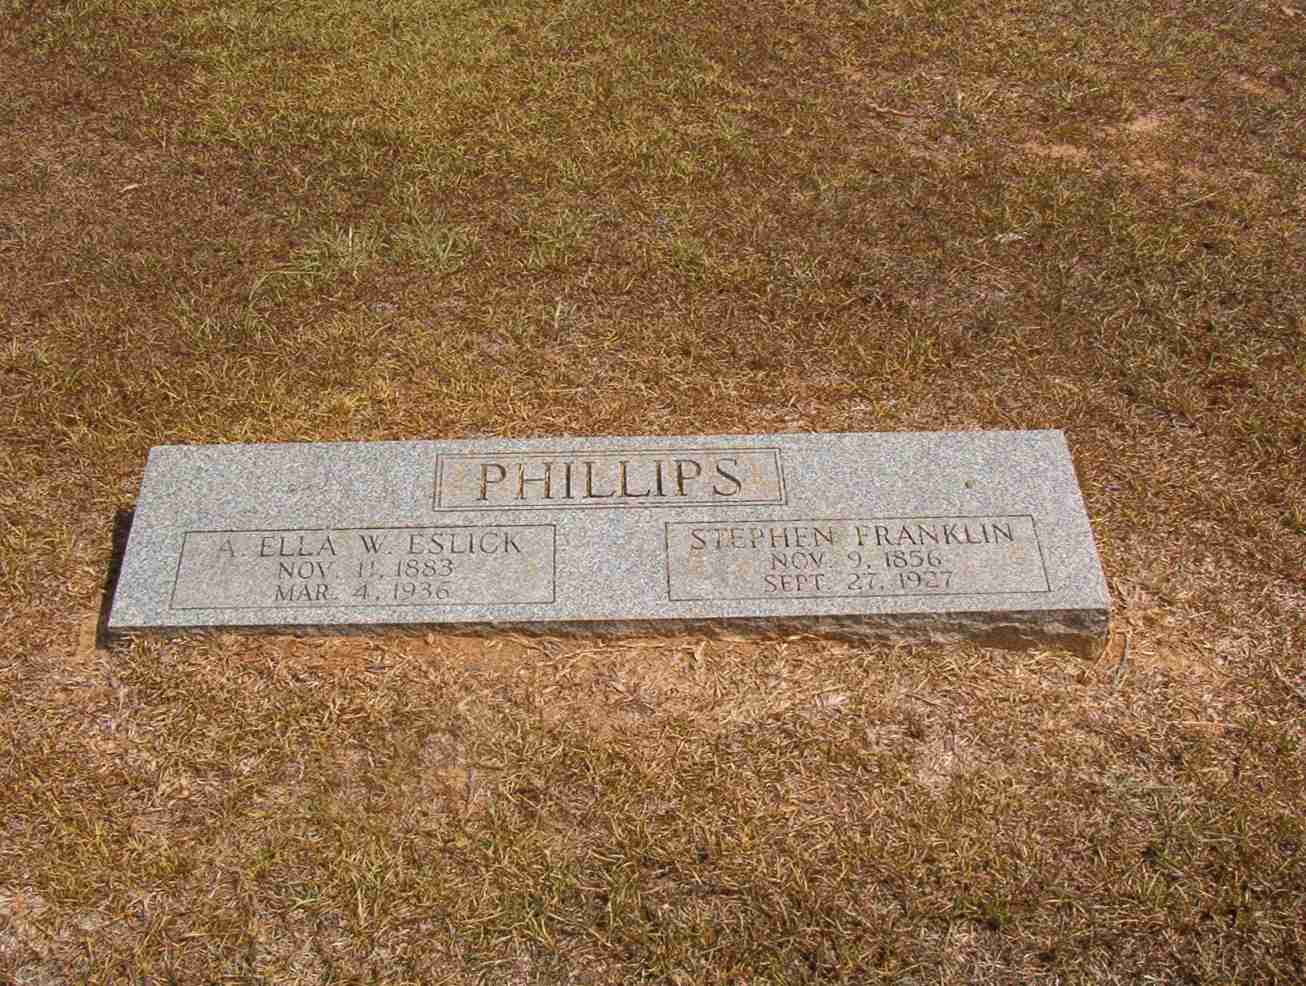 PHILLIPS
A. ELLA W. ESLICK
NOV. 11, 1883
MAR. 4, 1936
STEPHEN FRANKLIN
NOV. 9, 1856
SEPT. 27, 1927